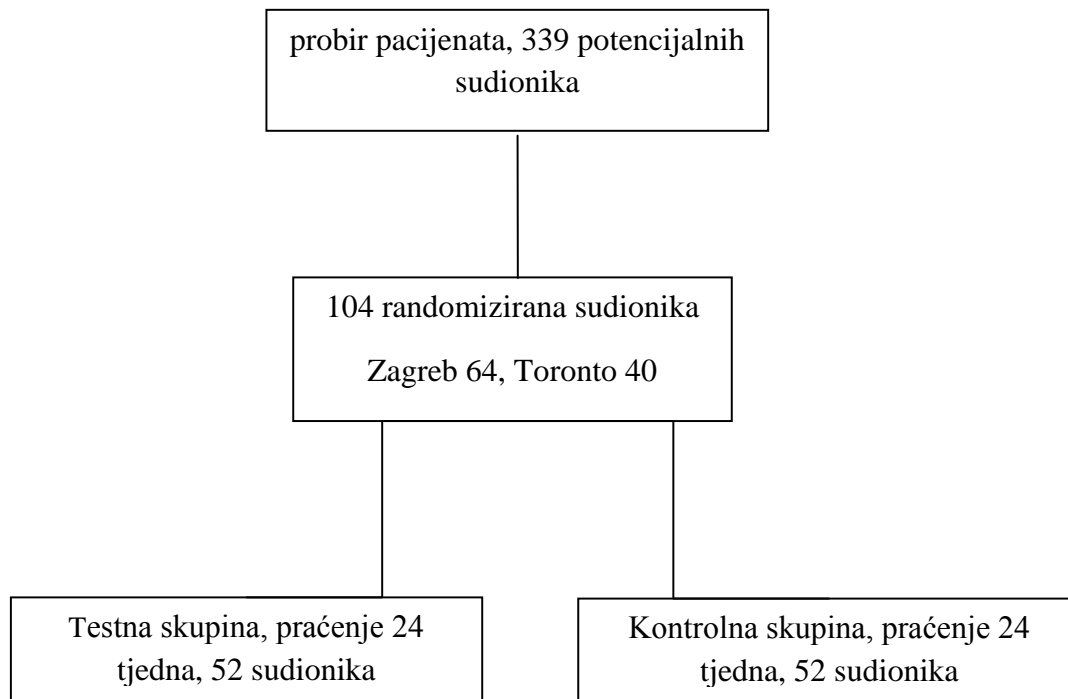 probir pacijenata, 339 potencijalnih
sudionika
104 randomizirana sudionika
Zagreb 64, Toronto 40
Testna skupina, praćenje 24
tjedna, 52 sudionika
Kontrolna skupina, praćenje 24
tjedna, 52 sudionika